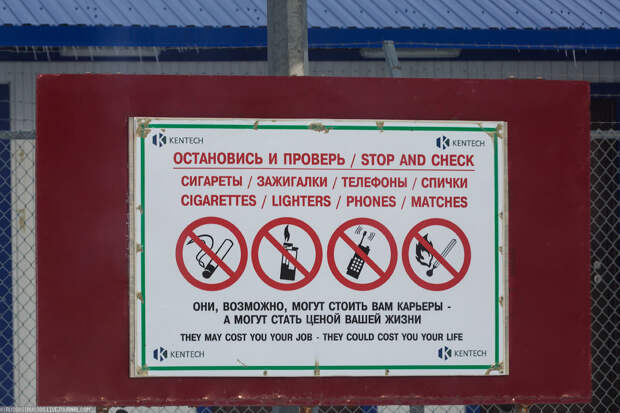 KENTECH KENTECH
ОСТАНОВИСЬ И ПРОВЕРЬ / STOP AND CHECK
СИГАРЕТЫ / ЗАЖИГАЛКИ / ТЕЛЕФОНЫ / СПИЧКИ
CIGARETTES / LIGHTERS / PHONES / MATCHES
ОНИ, ВОЗМОЖНО, МОГУТ СТОИТЬ ВАМ КАРЬЕРЫ -
А МОГУТ СТАТЬ ЦЕНОЙ ВАШЕЙ ЖИЗНИ
THEY MAY COST YOU YOUR JOB - THEY COULD COST YOU YOUR LIFE
KENTECH KENTECH